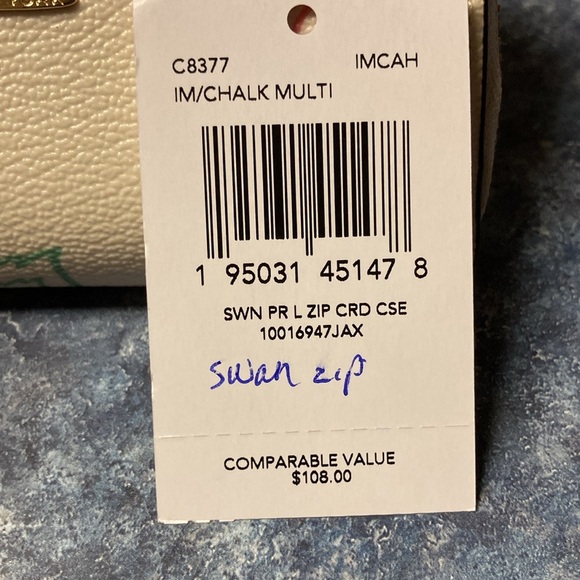 C8377 IMCAH
IM/CHALK MULTI
1 95031 45147 8
SWN PR L ZIP CRD CSE
10016947JAX
swan zip
COMPARABLE VALUE
$108.00